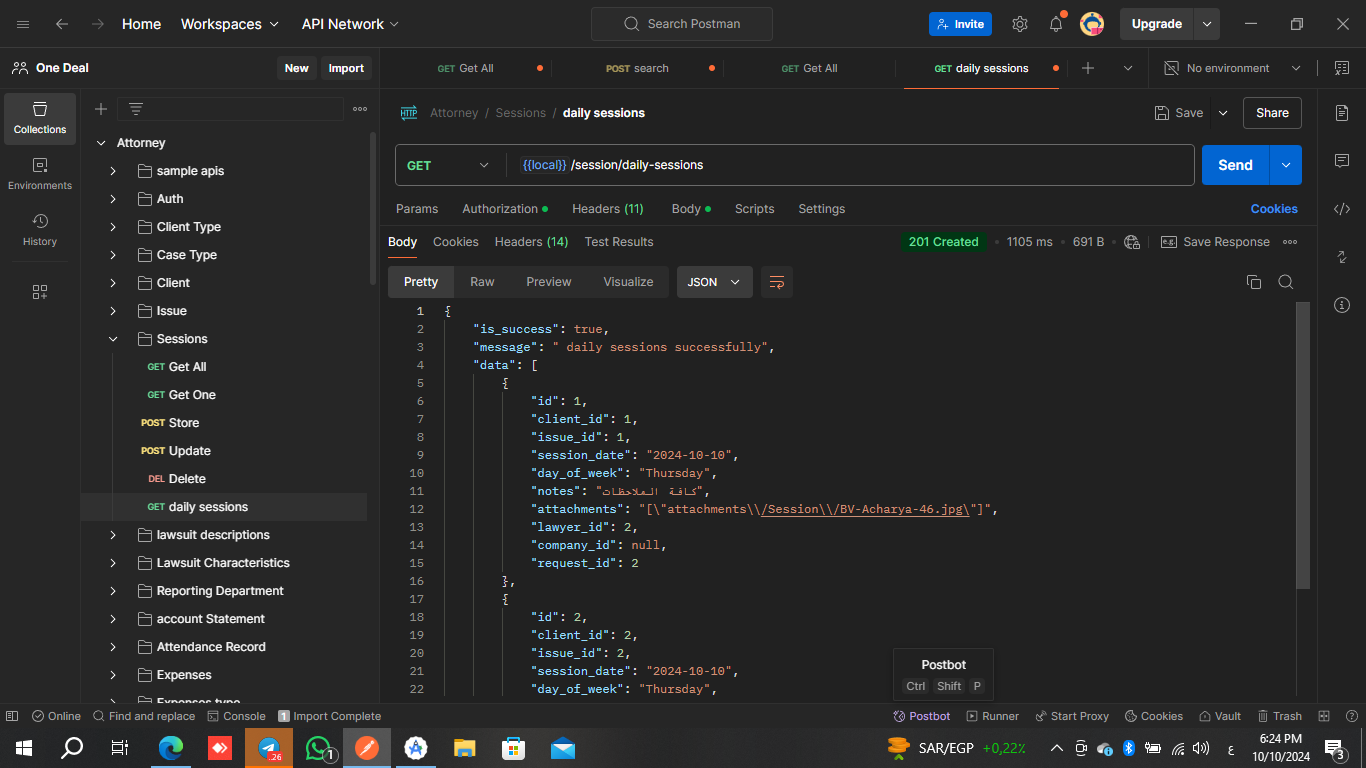 Home Workspaces API Network Search Postman Invite Upgrade
One Deal New Import GET Get All POST search GET Get All GET daily sessions No environment
Collections
Environments
History
Attorney
sample apis
Auth
Client Type
Case Type
Client
Issue
Sessions
GET Get All
GET Get One
POST Store
POST Update
DEL Delete
GET daily sessions
lawsuit descriptions
Lawsuit Characteristics
Reporting Department
account Statement
Attendance Record
Expenses
Expenses type
HTTP Attorney / Sessions / daily sessions Save Share
GET {{local}} /session/daily-sessions Send
Params Authorization Headers (11) Body Scripts Settings Cookies
Body Cookies Headers (14) Test Results 201 Created 1105 ms 691 B e.g. Save Response
Pretty Raw Preview Visualize JSON
1 {
2 "is_success": true,
3 "message": " daily sessions successfully",
4 "data": [
5 {
6 "id": 1,
7 "client_id": 1,
8 "issue_id": 1,
9 "session_date": "2024-10-10",
10 "day_of_week": "Thursday",
11 "notes": "كافة الملاحظات",
12 "attachments": "[\"attachments\\/Session\\/BV-Acharya-46.jpg\"]",
13 "lawyer_id": 2,
14 "company_id": null,
15 "request_id": 2
16 },
17 {
18 "id": 2,
19 "client_id": 2,
20 "issue_id": 2,
21 "session_date": "2024-10-10",
22 "day_of_week": "Thursday",
Postbot
Ctrl Shift P
Online Find and replace Console 1 Import Complete Postbot Runner Start Proxy Cookies Vault Trash
.26 1 SAR/EGP +0,22% ع 6:24 PM
10/10/2024 3